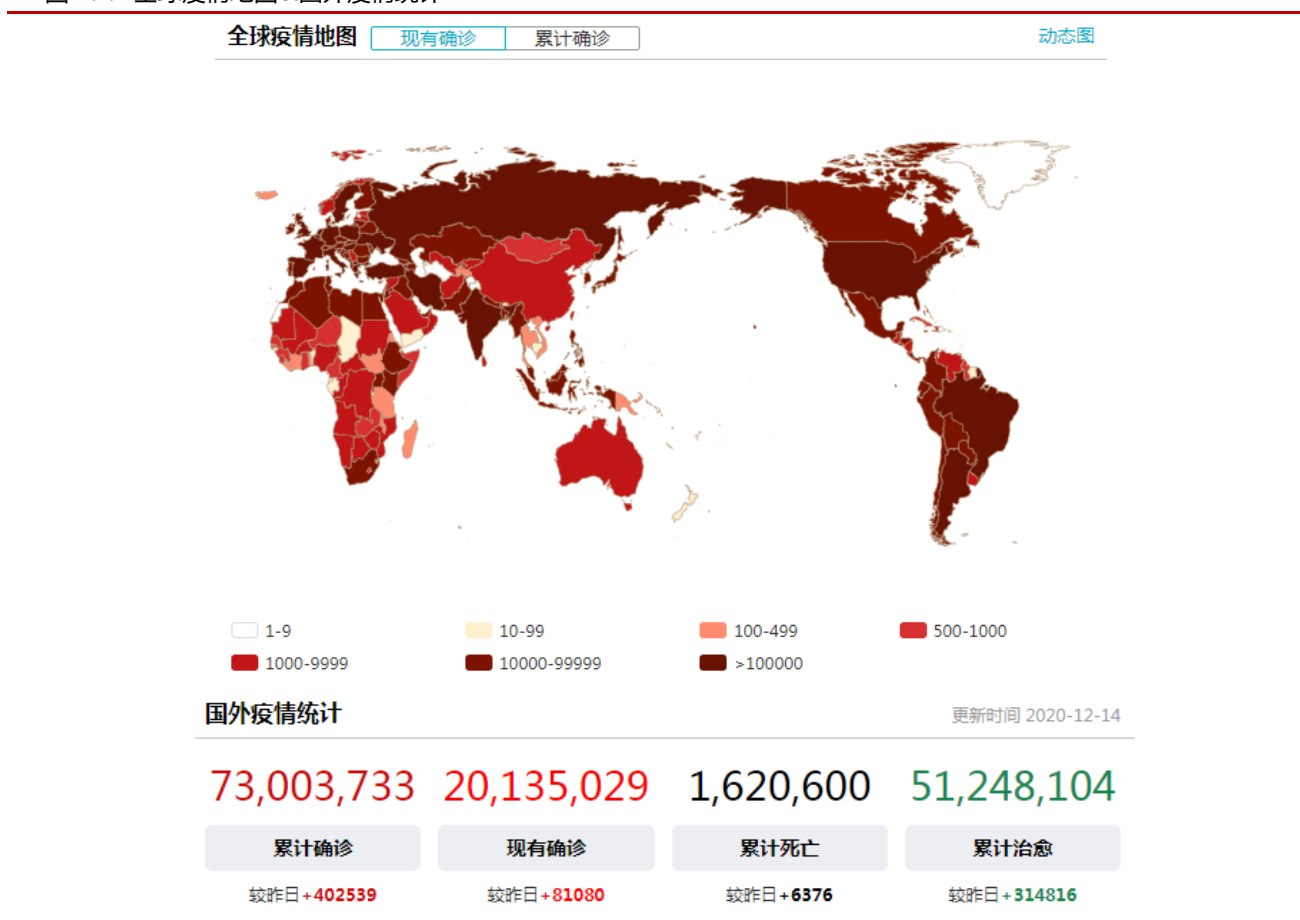 全球疫情地图 现有确诊 累计确诊 动态图
1-9 10-99 100-499 500-1000
1000-9999 10000-99999 >100000
国外疫情统计 更新时间 2020-12-14
73,003,733 20,135,029 1,620,600 51,248,104
累计确诊 现有确诊 累计死亡 累计治愈
较昨日+402539 较昨日+81080 较昨日+6376 较昨日+314816